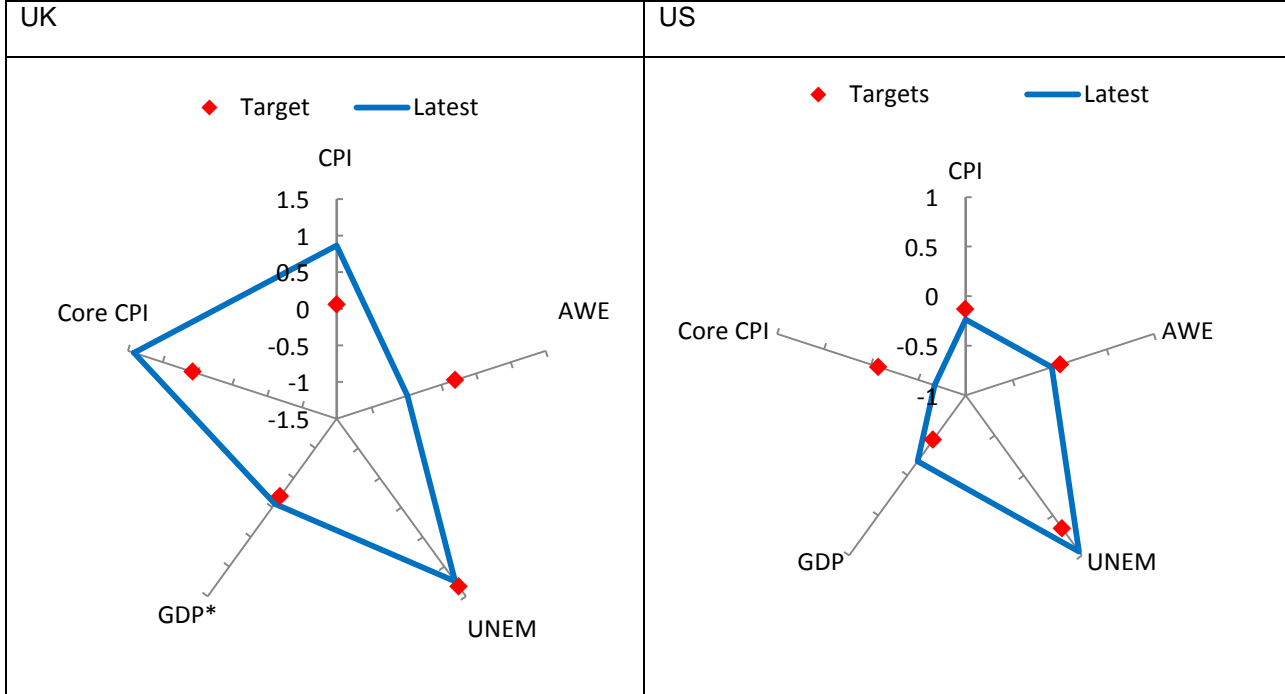 UK
Target
Latest
CPI
1.5
1
0.5
0
-0.5
-1
-1.5
AWE
Core CPI
GDP*
UNEM
US
Targets
Latest
CPI
1
0.5
0
-0.5
-1
AWE
Core CPI
GDP
UNEM